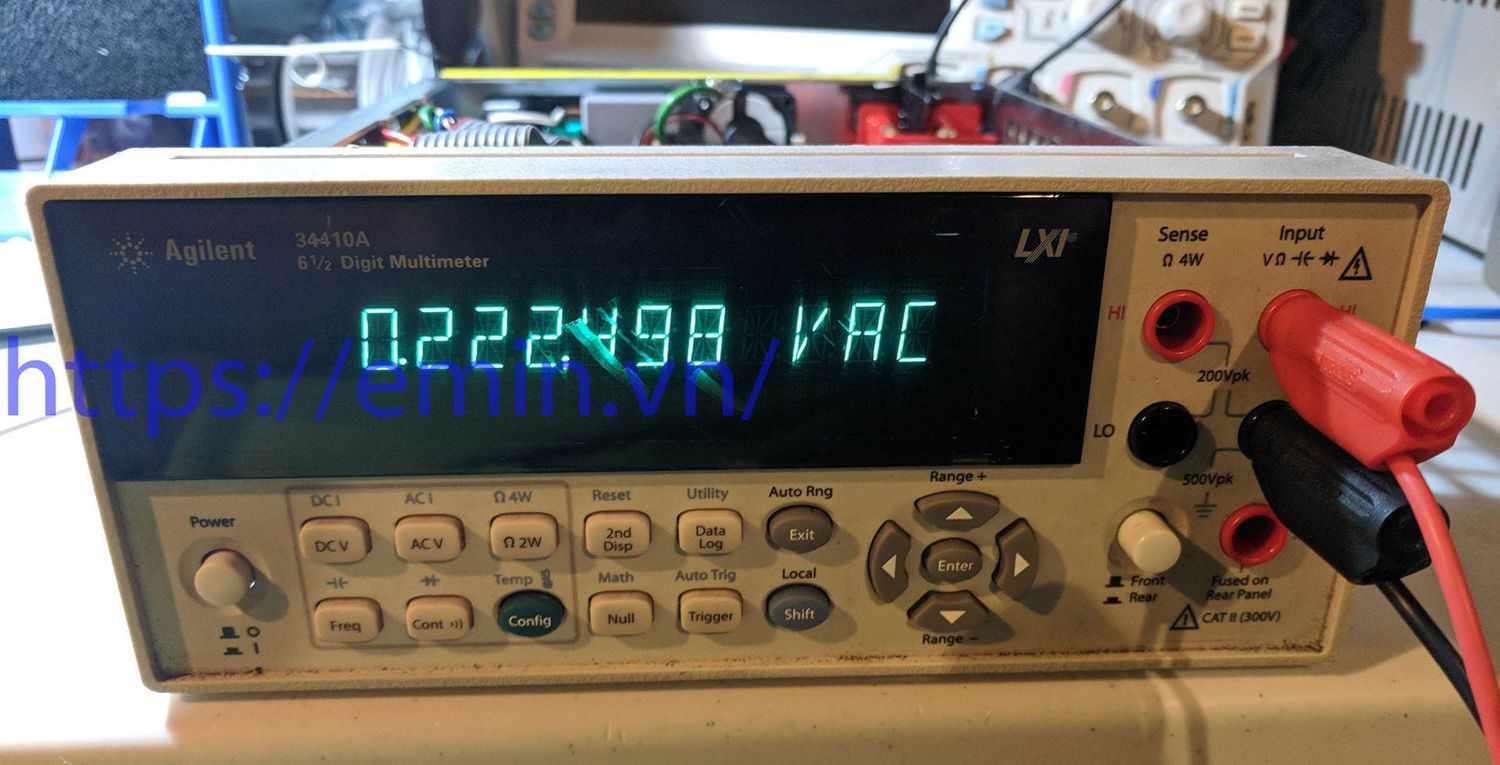 Agilent
34410A
6½ Digit Multimeter
LXI
0.222.498 VAC
https://emin.vn/
Sense
Ω 4W
Input
V Ω
HI
HI
200Vpk
LO
500Vpk
Range +
Power
DC I
AC I
Ω 4W
Reset
Utility
Auto Rng
DC V
AC V
Ω 2W
2nd
Disp
Data
Log
Exit
Enter
Temp
Math
Auto Trig
Local
Freq
Cont
Config
Null
Trigger
Shift
Range −
Front
Rear
Fused on
Rear Panel
CAT II (300V)